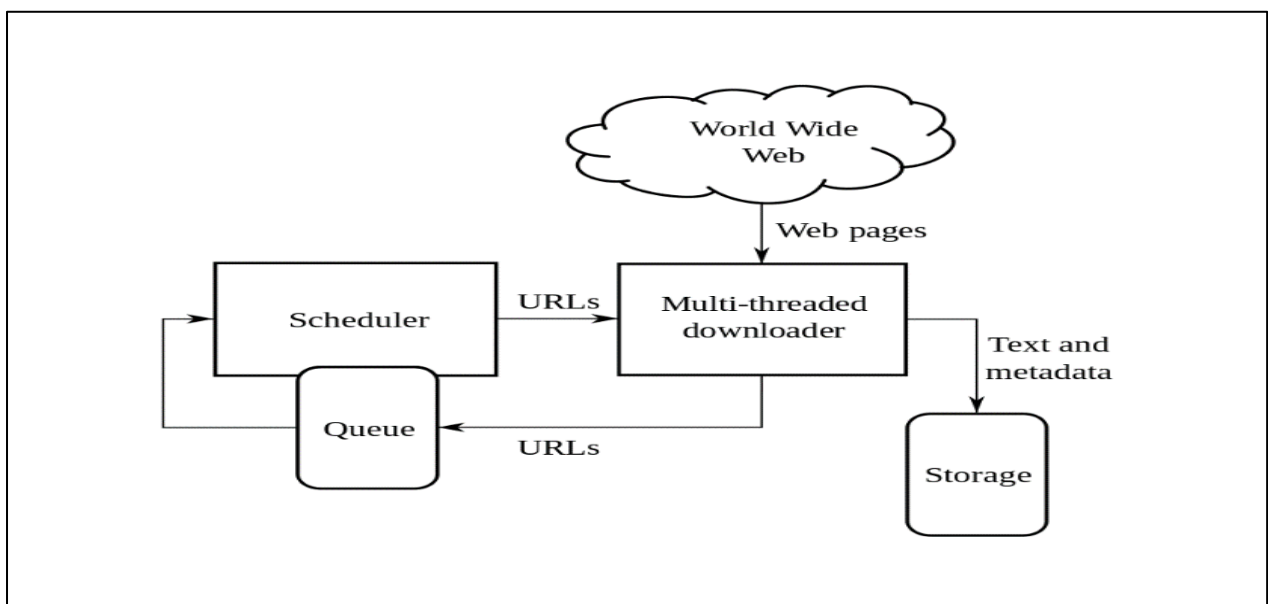 World Wide
Web
Web pages
Scheduler
URLs
Multi-threaded
downloader
Text and
metadata
Queue
URLs
Storage